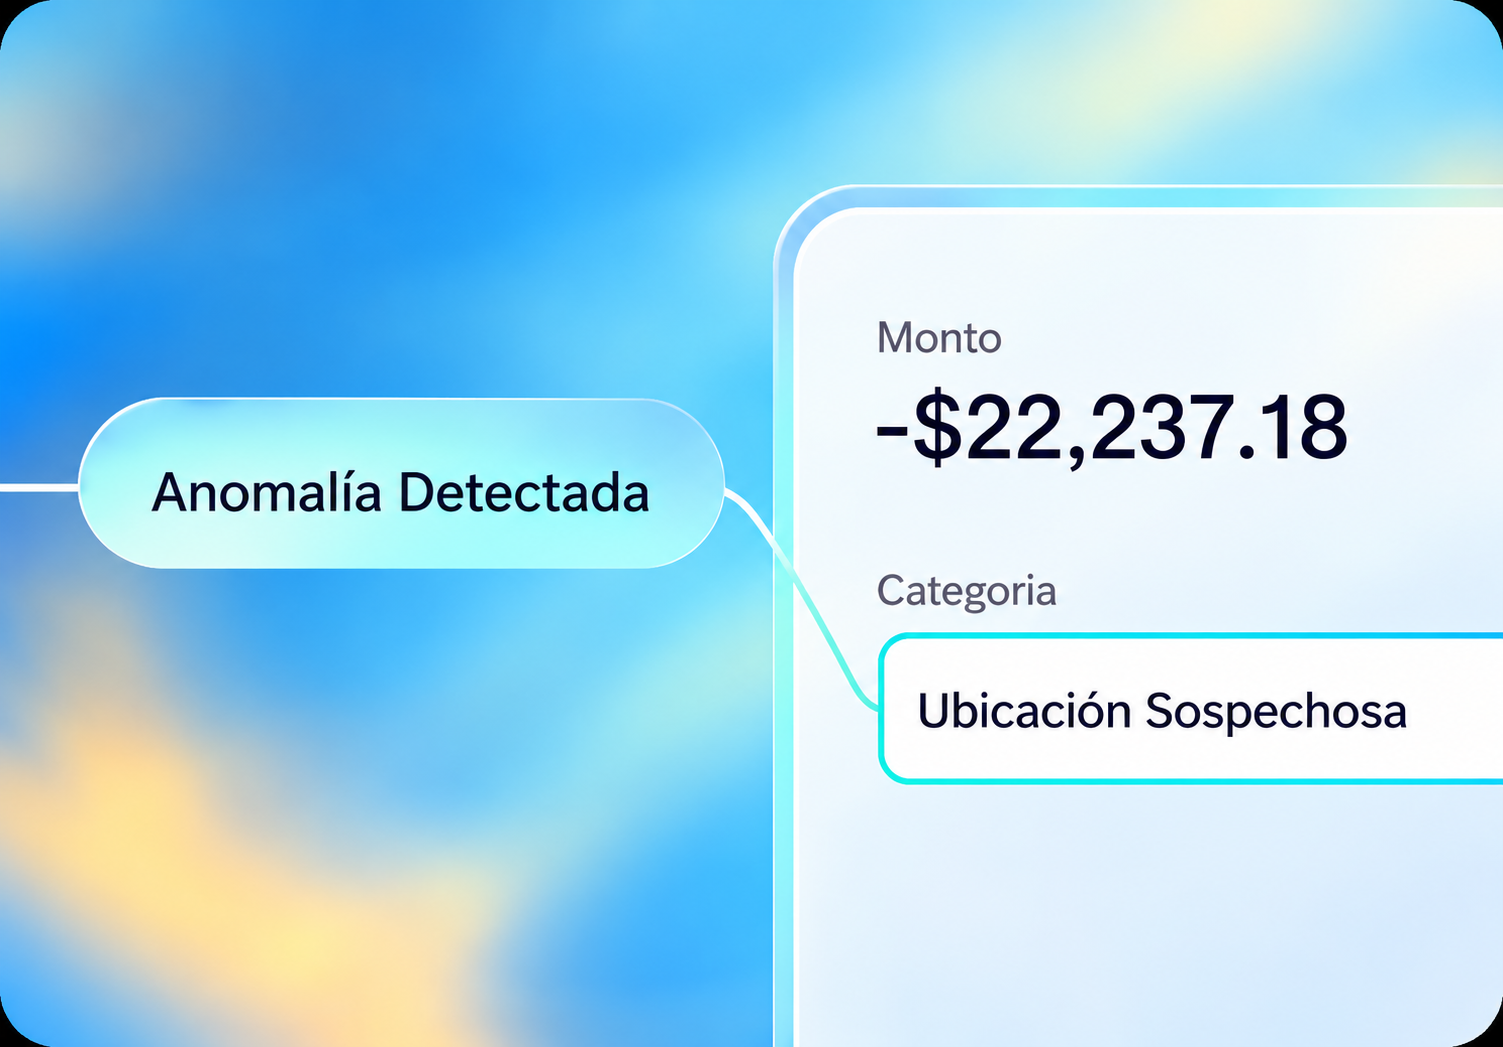 Anomalía Detectada
Monto
-$22,237.18
Categoria
Ubicación Sospechosa